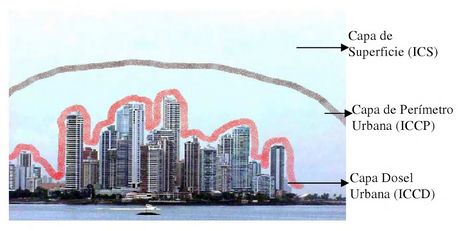 Capa de
Superficie (ICS)
Capa de Perímetro
Urbana (ICCP)
Capa Dosel
Urbana (ICCD)